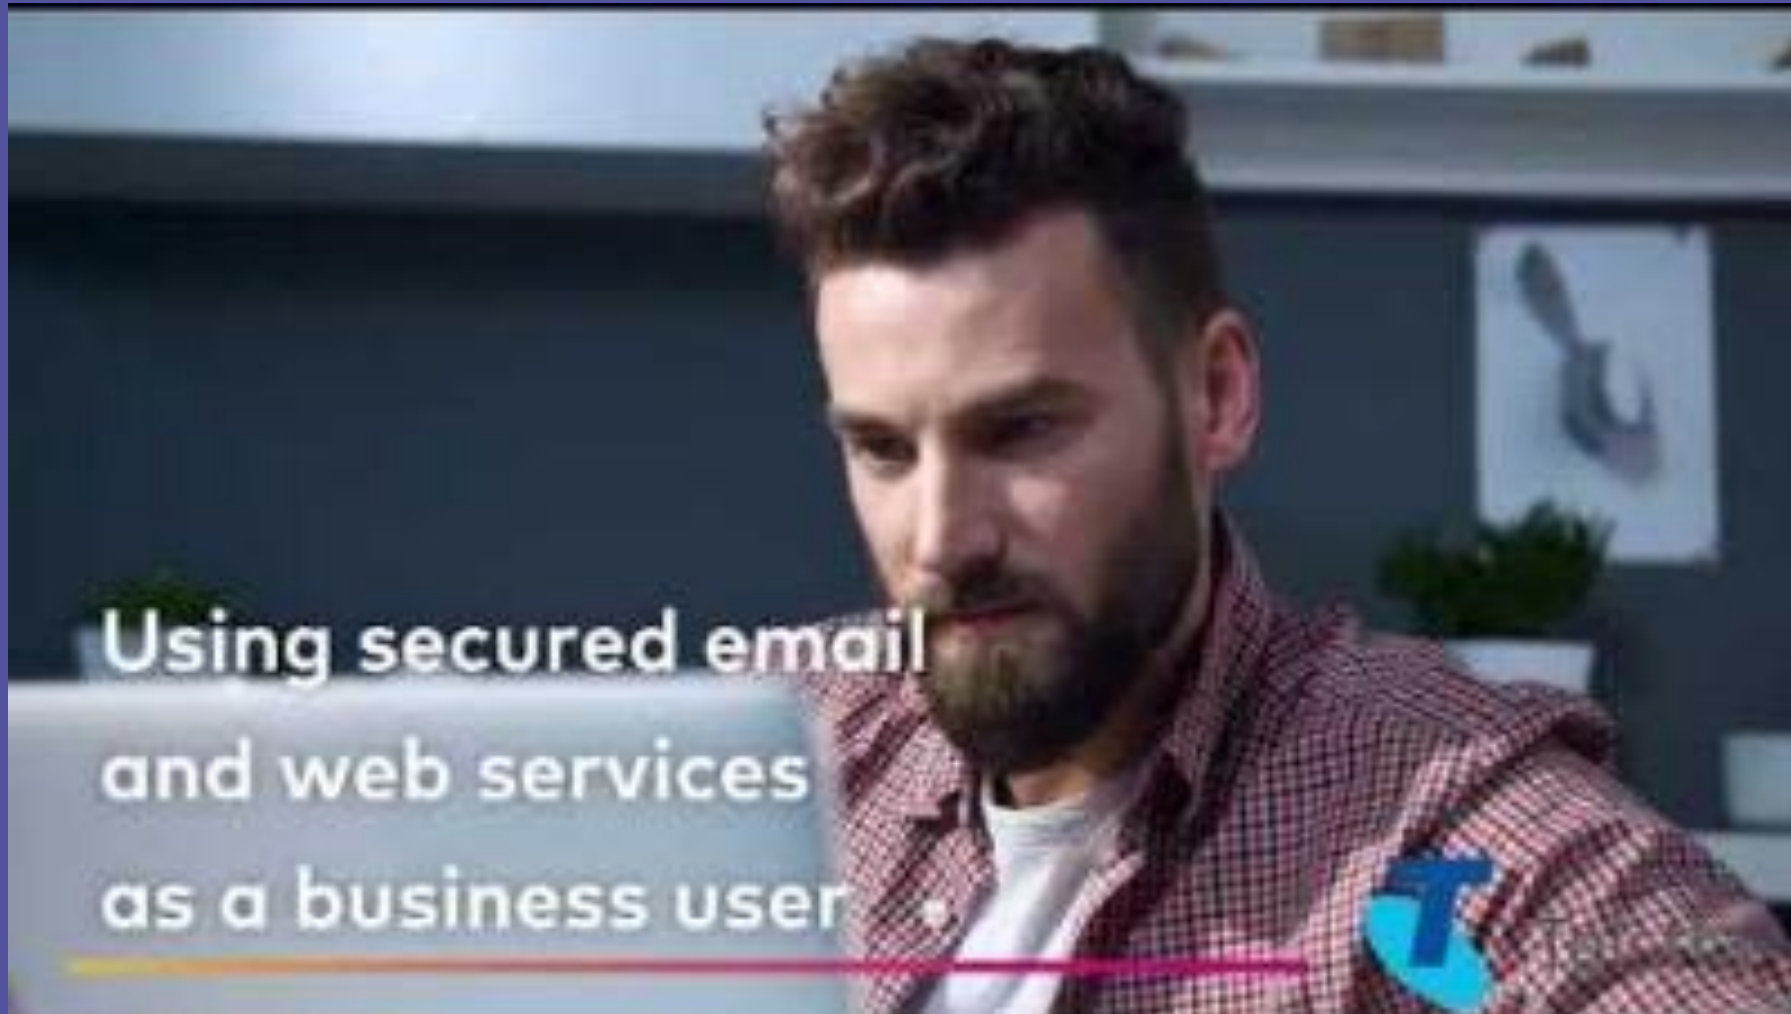 Using secured email
and web services
as a business user
T